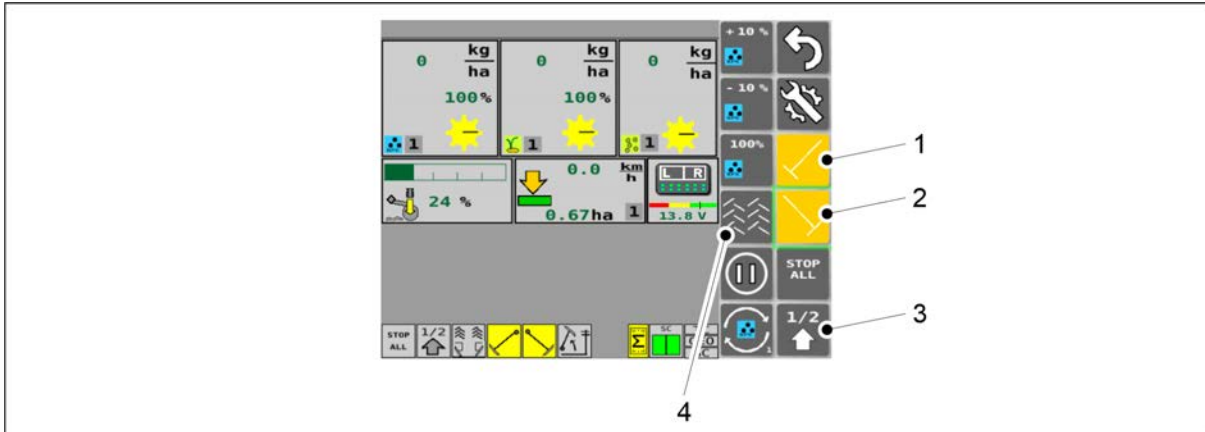 0 kg/ha
100%
1
0 kg/ha
100%
1
0 kg/ha
1
24 %
0.0 km/h
0.67ha 1
L R
13.8 V
+ 10 %
- 10 %
100%
STOP ALL
1/2
1
STOP ALL
1/2
Σ
SC
1
2
3
4